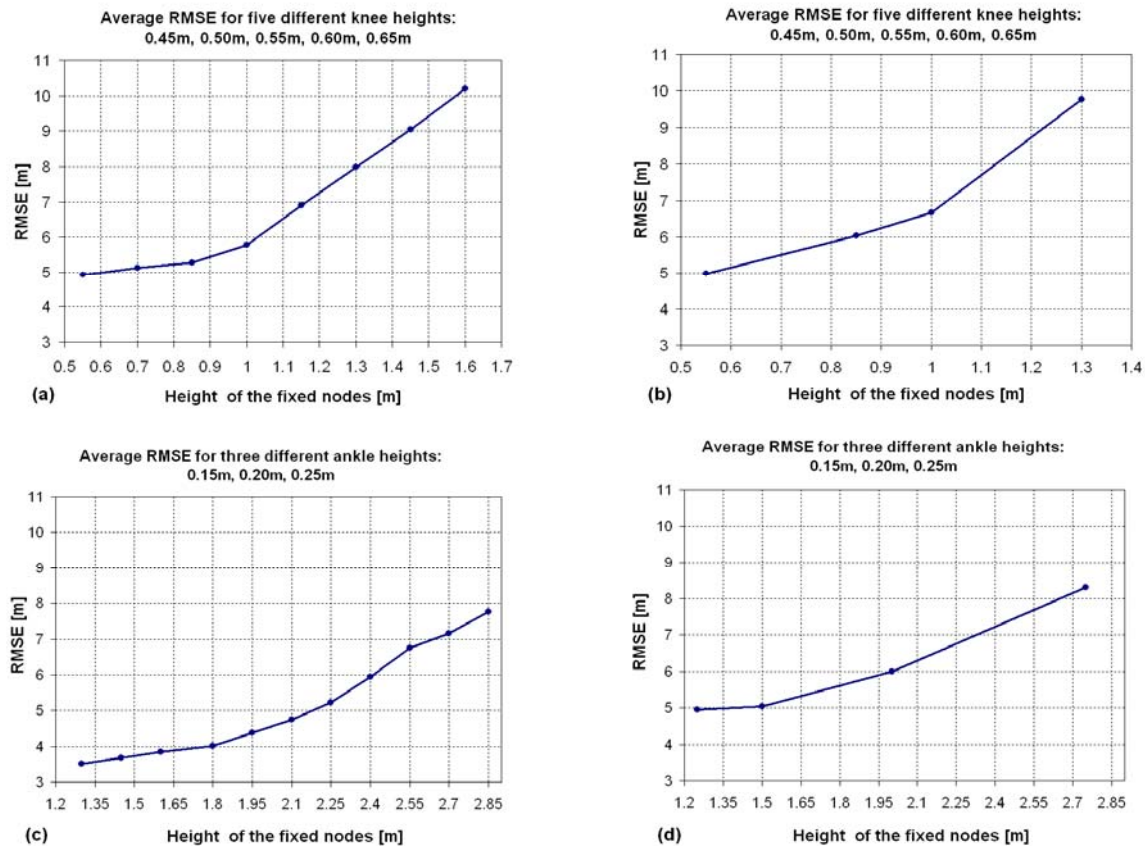 Average RMSE for five different knee heights:
0.45m, 0.50m, 0.55m, 0.60m, 0.65m
11
10
9
8
7
6
5
4
3
RMSE [m]
0.5 0.6 0.7 0.8 0.9 1 1.1 1.2 1.3 1.4 1.5 1.6 1.7
(a) Height of the fixed nodes [m]
Average RMSE for five different knee heights:
0.45m, 0.50m, 0.55m, 0.60m, 0.65m
11
10
9
8
7
6
5
4
3
RMSE [m]
0.5 0.6 0.7 0.8 0.9 1 1.1 1.2 1.3 1.4
(b) Height of the fixed nodes [m]
Average RMSE for three different ankle heights:
0.15m, 0.20m, 0.25m
11
10
9
8
7
6
5
4
3
RMSE [m]
1.2 1.35 1.5 1.65 1.8 1.95 2.1 2.25 2.4 2.55 2.7 2.85
(c) Height of the fixed nodes [m]
Average RMSE for three different ankle heights:
0.15m, 0.20m, 0.25m
11
10
9
8
7
6
5
4
3
RMSE [m]
1.2 1.35 1.5 1.65 1.8 1.95 2.1 2.25 2.4 2.55 2.7 2.85
(d) Height of the fixed nodes [m]